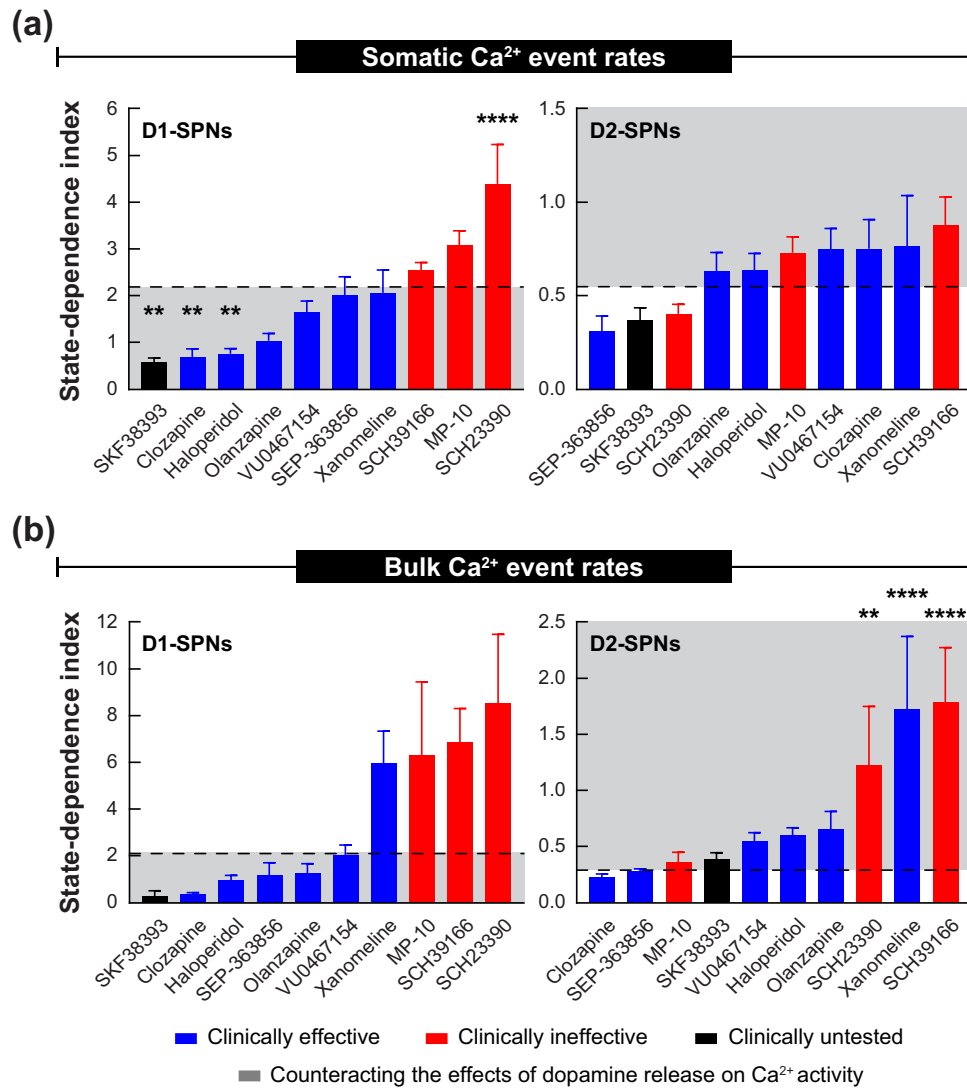 (a)
Somatic Ca²⁺ event rates
State-dependence index
D1-SPNs
6
5
4
3
2
1
0
**
**
**
****
SKF38393
Clozapine
Haloperidol
Olanzapine
VU0467154
SEP-363856
Xanomeline
SCH39166
MP-10
SCH23390
D2-SPNs
1.5
1.0
0.5
0.0
SEP-363856
SKF38393
SCH23390
Olanzapine
Haloperidol
MP-10
VU0467154
Clozapine
Xanomeline
SCH39166
(b)
Bulk Ca²⁺ event rates
State-dependence index
D1-SPNs
12
10
8
6
4
2
0
SKF38393
Clozapine
Haloperidol
SEP-363856
Olanzapine
VU0467154
Xanomeline
MP-10
SCH39166
SCH23390
D2-SPNs
2.5
2.0
1.5
1.0
0.5
0.0
**
****
****
Clozapine
SEP-363856
MP-10
SKF38393
VU0467154
Haloperidol
Olanzapine
SCH23390
Xanomeline
SCH39166
Clinically effective
Clinically ineffective
Clinically untested
Counteracting the effects of dopamine release on Ca²⁺ activity